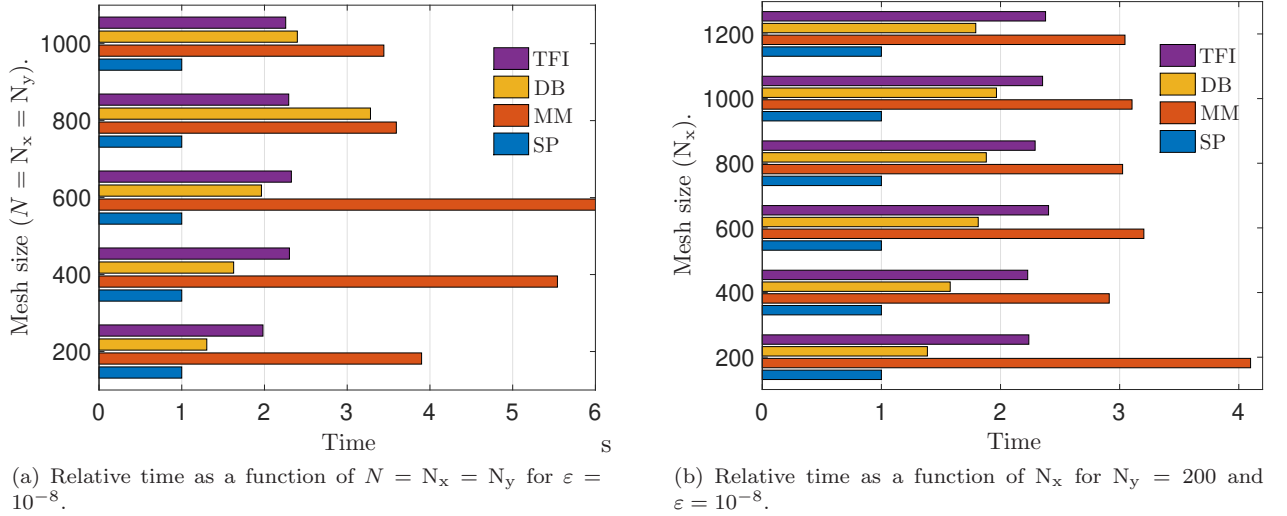 Mesh size (N = Nx = Ny).
1000
800
600
400
200
0 1 2 3 4 5 6
Time
s
TFI
DB
MM
SP
(a) Relative time as a function of N = Nx = Ny for ε =
10⁻⁸.
Mesh size (Nx).
1200
1000
800
600
400
200
0 1 2 3 4
Time
TFI
DB
MM
SP
(b) Relative time as a function of Nx for Ny = 200 and
ε = 10⁻⁸.